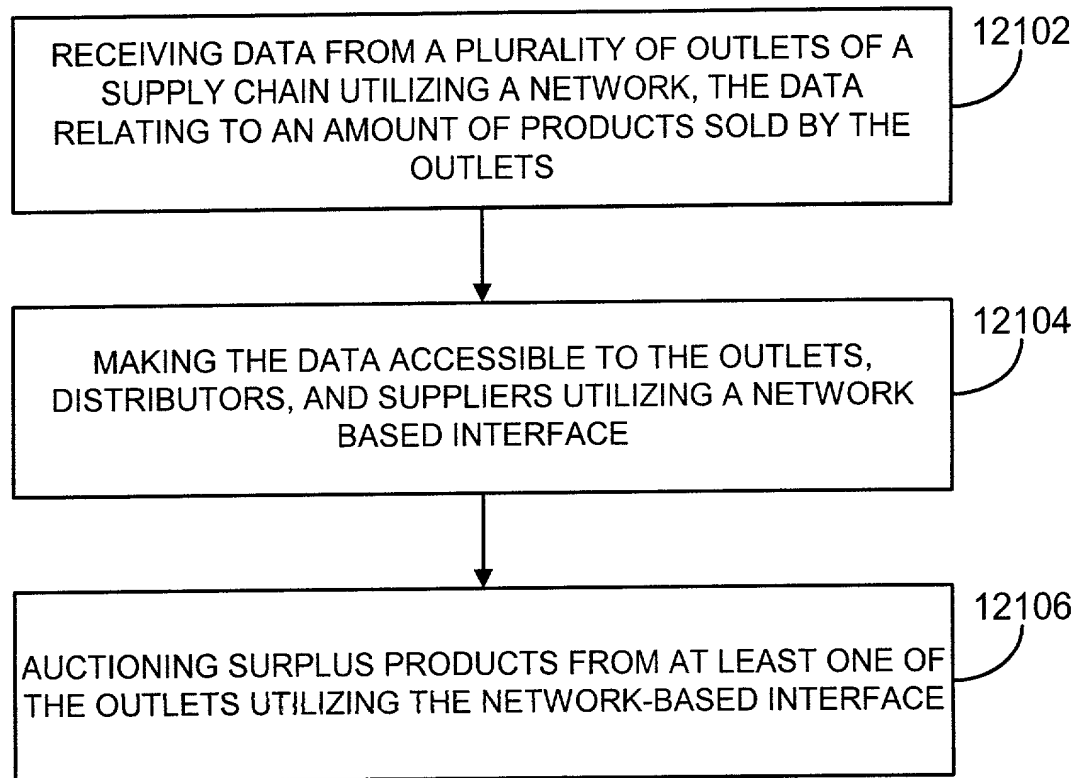 12102
RECEIVING DATA FROM A PLURALITY OF OUTLETS OF A
SUPPLY CHAIN UTILIZING A NETWORK, THE DATA
RELATING TO AN AMOUNT OF PRODUCTS SOLD BY THE
OUTLETS
12104
MAKING THE DATA ACCESSIBLE TO THE OUTLETS,
DISTRIBUTORS, AND SUPPLIERS UTILIZING A NETWORK
BASED INTERFACE
12106
AUCTIONING SURPLUS PRODUCTS FROM AT LEAST ONE OF
THE OUTLETS UTILIZING THE NETWORK-BASED INTERFACE